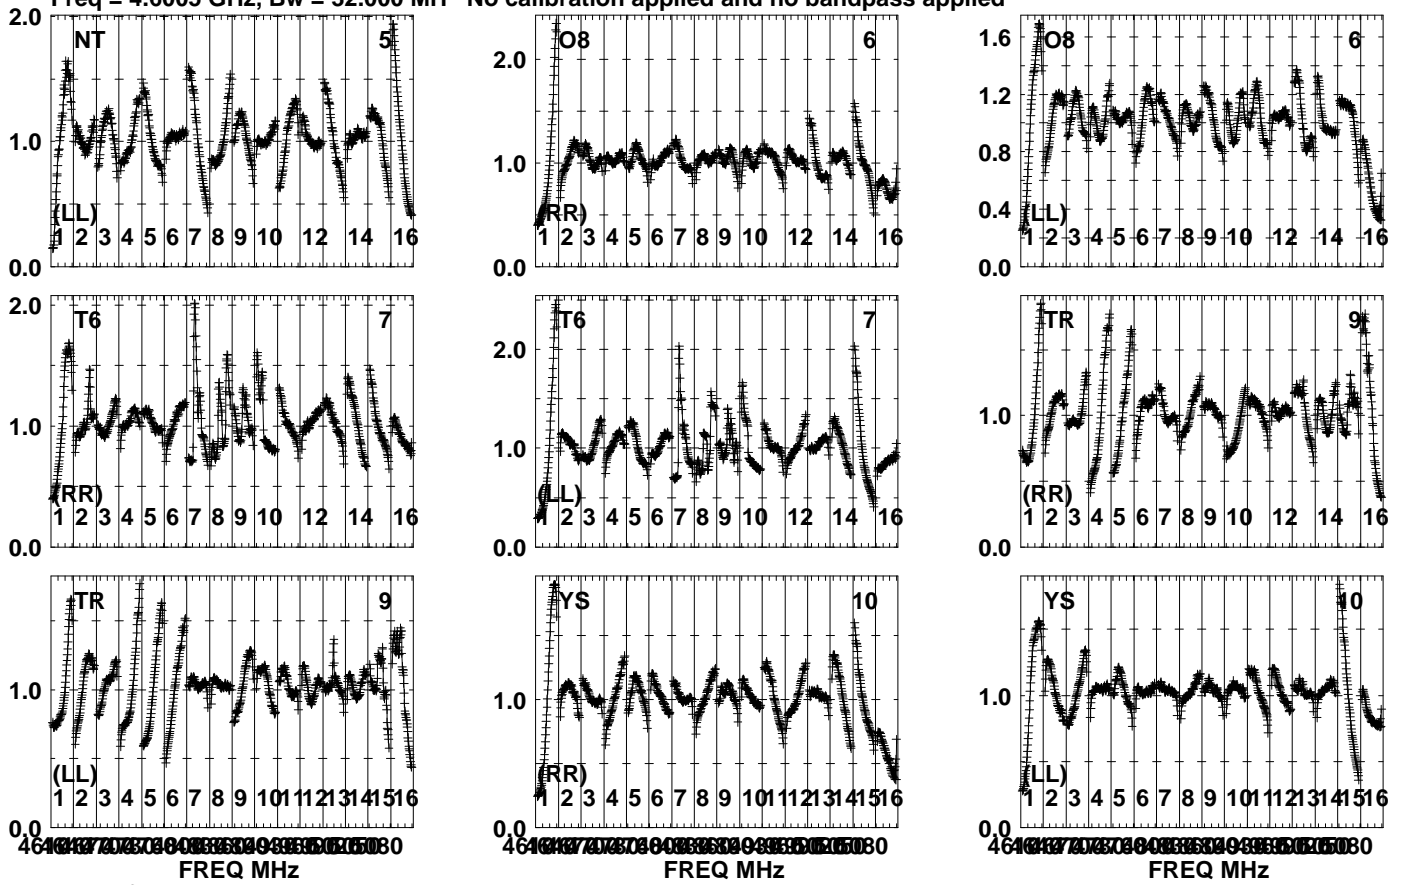 Freq = 4.6005 GHz, Bw = 32.000 MH No calibration applied and no bandpass applied
2.0 NT 5
1.0
(LL)
1 2 3 4 5 6 7 8 9 10 12 14 16
0.0
O8 6
2.0
1.0
(RR)
1 2 3 4 5 6 7 8 9 10 12 14 16
0.0
1.6 O8 6
1.2
0.8
0.4 (LL)
1 2 3 4 5 6 7 8 9 10 12 14 16
0.0
2.0 T6 7
1.0
(RR)
1 2 3 4 5 6 7 8 9 10 12 14 16
0.0
T6 7
2.0
1.0
(LL)
1 2 3 4 5 6 7 8 9 10 12 14 16
0.0
TR 9
1.0
(RR)
1 2 3 4 5 6 7 8 9 10 12 14 16
0.0
TR 9
1.0
(LL)
1 2 3 4 5 6 7 8 9 10 11 12 13 14 15 16
0.0
FREQ MHz
YS 10
1.0
(RR)
1 2 3 4 5 6 7 8 9 10 11 12 13 14 15 16
0.0
FREQ MHz
YS 10
1.0
(LL)
1 2 3 4 5 6 7 8 9 10 11 12 13 14 15 16
0.0
FREQ MHz